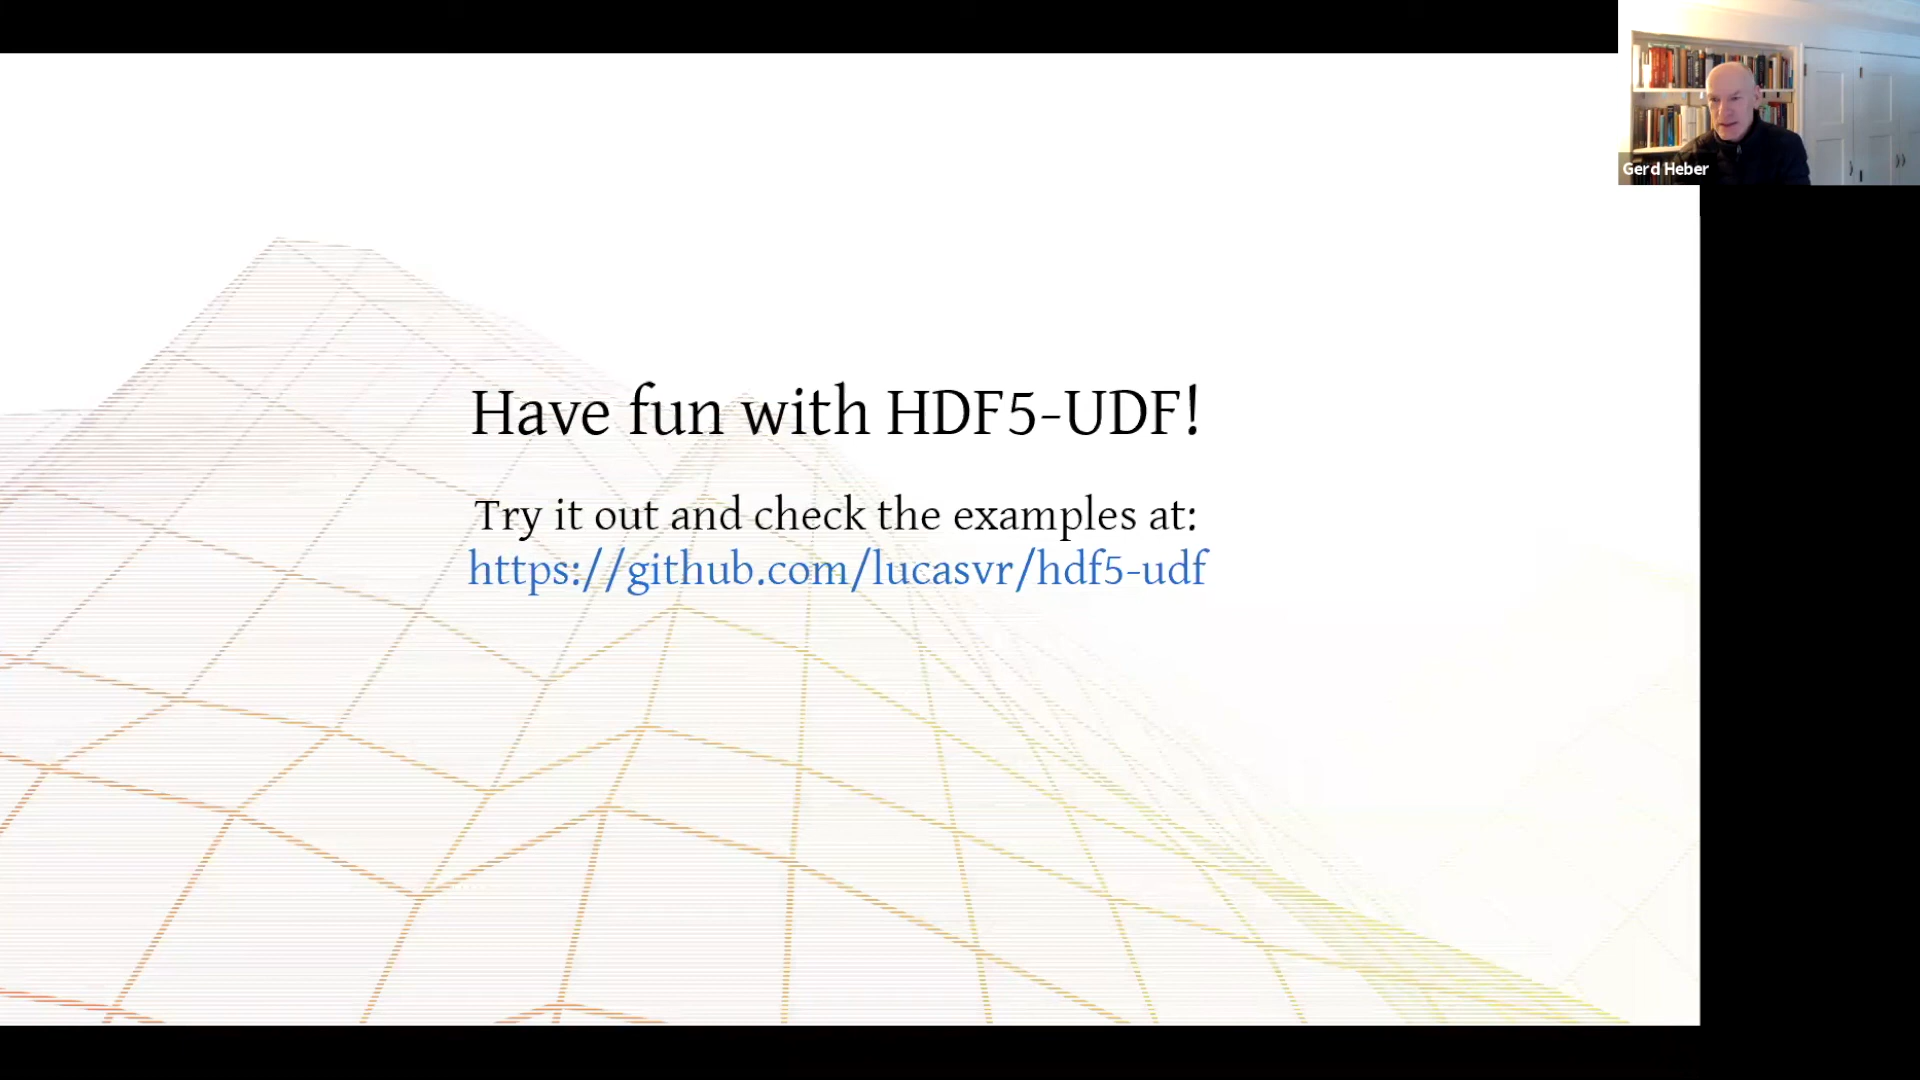 Gerd Heber
Have fun with HDF5-UDF!
Try it out and check the examples at:
https://github.com/lucasvr/hdf5-udf